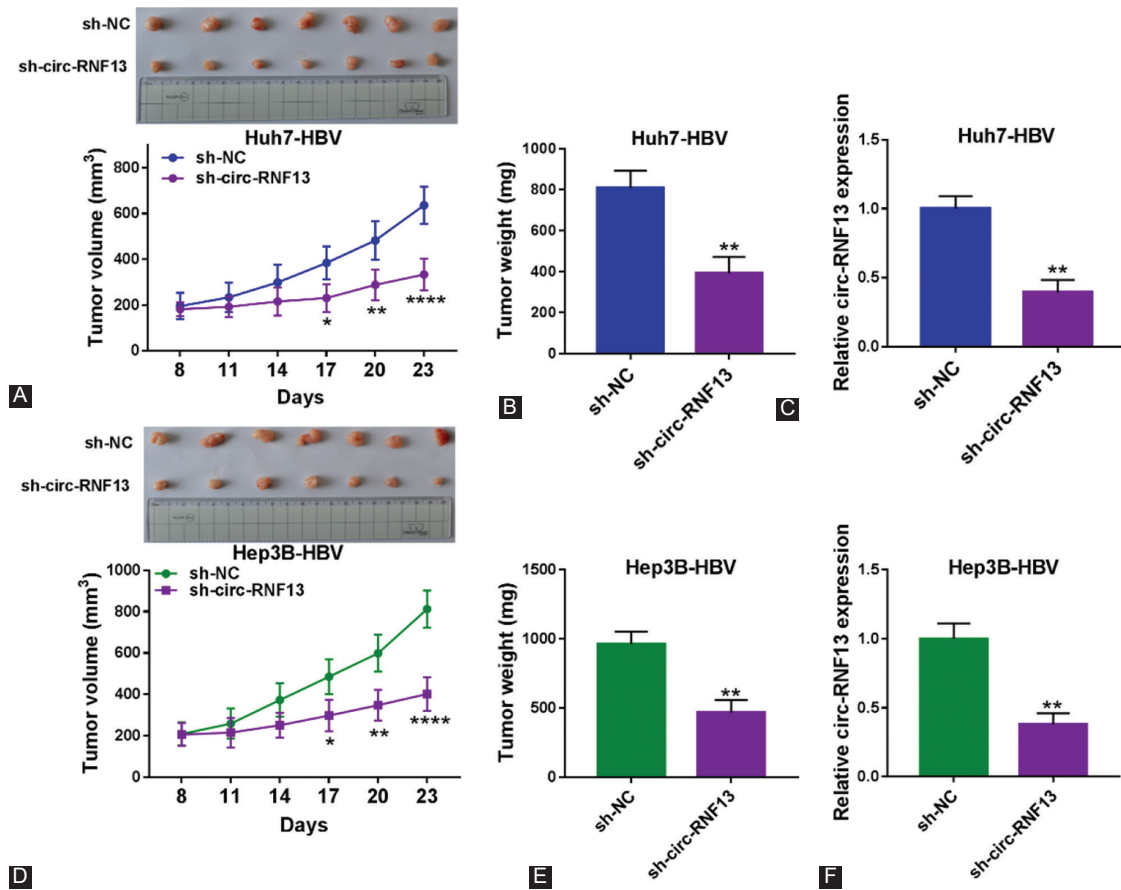 sh-NC
sh-circ-RNF13
Huh7-HBV
sh-NC
sh-circ-RNF13
Tumor volume (mm³)
800
600
400
200
0
*
**
****
8 11 14 17 20 23
Days
A
Huh7-HBV
Tumor weight (mg)
1000
800
600
400
200
0
**
sh-NC
sh-circ-RNF13
B
Huh7-HBV
Relative circ-RNF13 expression
1.5
1.0
0.5
0.0
**
sh-NC
sh-circ-RNF13
C
sh-NC
sh-circ-RNF13
Hep3B-HBV
sh-NC
sh-circ-RNF13
Tumor volume (mm³)
1000
800
600
400
200
0
*
**
****
8 11 14 17 20 23
Days
D
Hep3B-HBV
Tumor weight (mg)
1500
1000
500
0
**
sh-NC
sh-circ-RNF13
E
Hep3B-HBV
Relative circ-RNF13 expression
1.5
1.0
0.5
0.0
**
sh-NC
sh-circ-RNF13
F